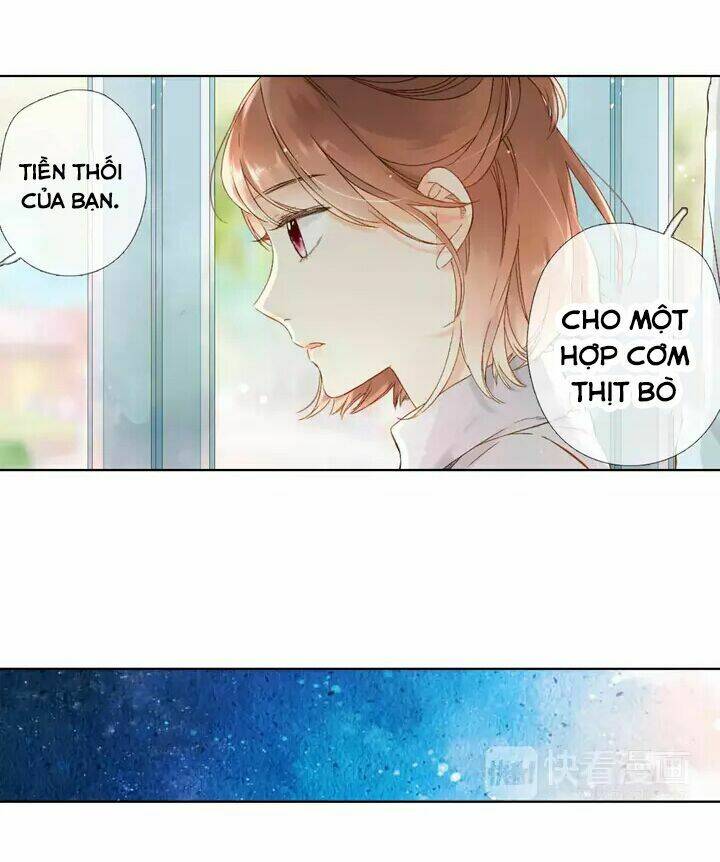 TIỀN THỐI
CỦA BẠN.
CHO MỘT
HỢP CƠM
THỊT BÒ
快看漫画